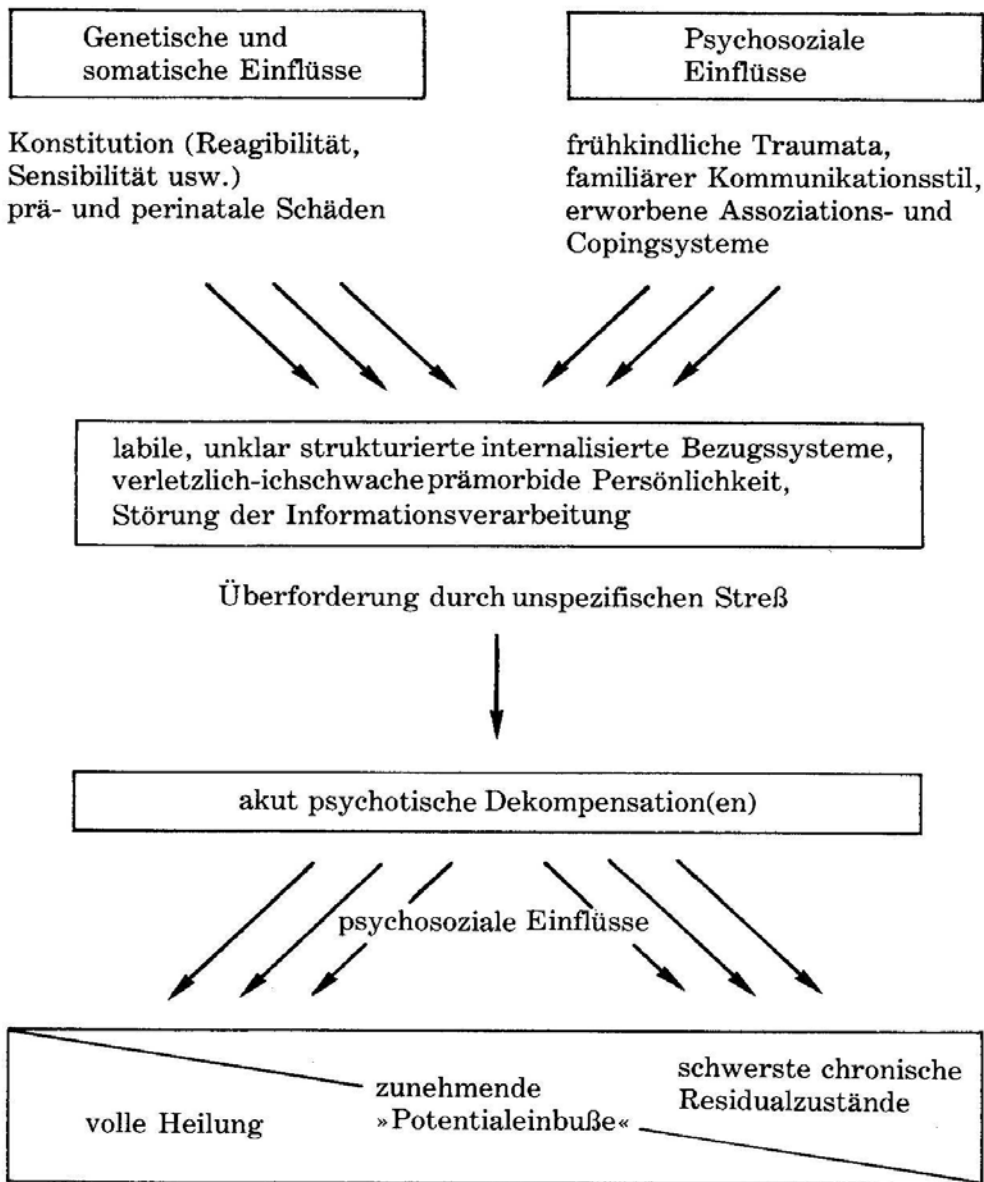 Genetische und
somatische Einflüsse
Psychosoziale
Einflüsse
Konstitution (Reagibilität,
Sensibilität usw.)
prä- und perinatale Schäden
frühkindliche Traumata,
familiärer Kommunikationsstil,
erworbene Assoziations- und
Copingsysteme
labile, unklar strukturierte internalisierte Bezugssysteme,
verletzlich-ichschwache prämorbide Persönlichkeit,
Störung der Informationsverarbeitung
Überforderung durch unspezifischen Streß
akut psychotische Dekompensation(en)
psychosoziale Einflüsse
volle Heilung
zunehmende
»Potentialeinbuße«
schwerste chronische
Residualzustände